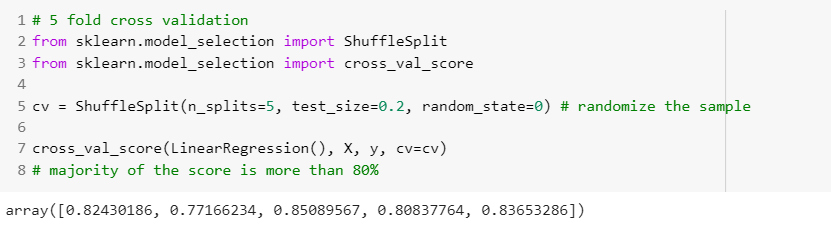 1 # 5 fold cross validation
2 from sklearn.model_selection import ShuffleSplit
3 from sklearn.model_selection import cross_val_score
4
5 cv = ShuffleSplit(n_splits=5, test_size=0.2, random_state=0) # randomize the sample
6
7 cross_val_score(LinearRegression(), X, y, cv=cv)
8 # majority of the score is more than 80%
array([0.82430186, 0.77166234, 0.85089567, 0.80837764, 0.83653286])